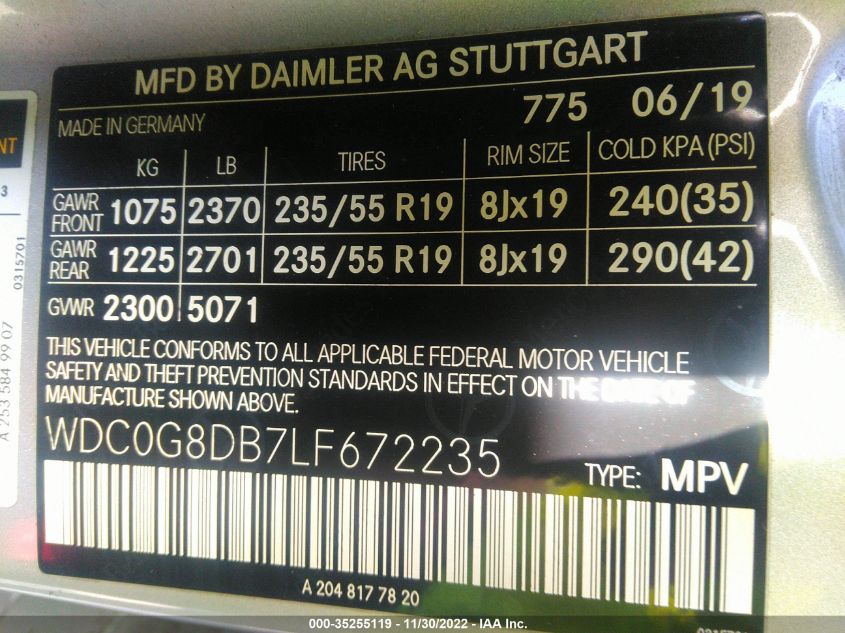 MFD BY DAIMLER AG STUTTGART
MADE IN GERMANY 775 06/19
KG LB TIRES RIM SIZE COLD KPA (PSI)
GAWR FRONT 1075 2370 235/55 R19 8Jx19 240(35)
GAWR REAR 1225 2701 235/55 R19 8Jx19 290(42)
GVWR 2300 5071
THIS VEHICLE CONFORMS TO ALL APPLICABLE FEDERAL MOTOR VEHICLE
SAFETY AND THEFT PREVENTION STANDARDS IN EFFECT ON THE DATE OF
MANUFACTURE SHOWN ABOVE.
WDC0G8DB7LF672235
TYPE: MPV
A 204 817 78 20
0315701
A 253 584 99 07
000-35255119 - 11/30/2022 - IAA Inc.